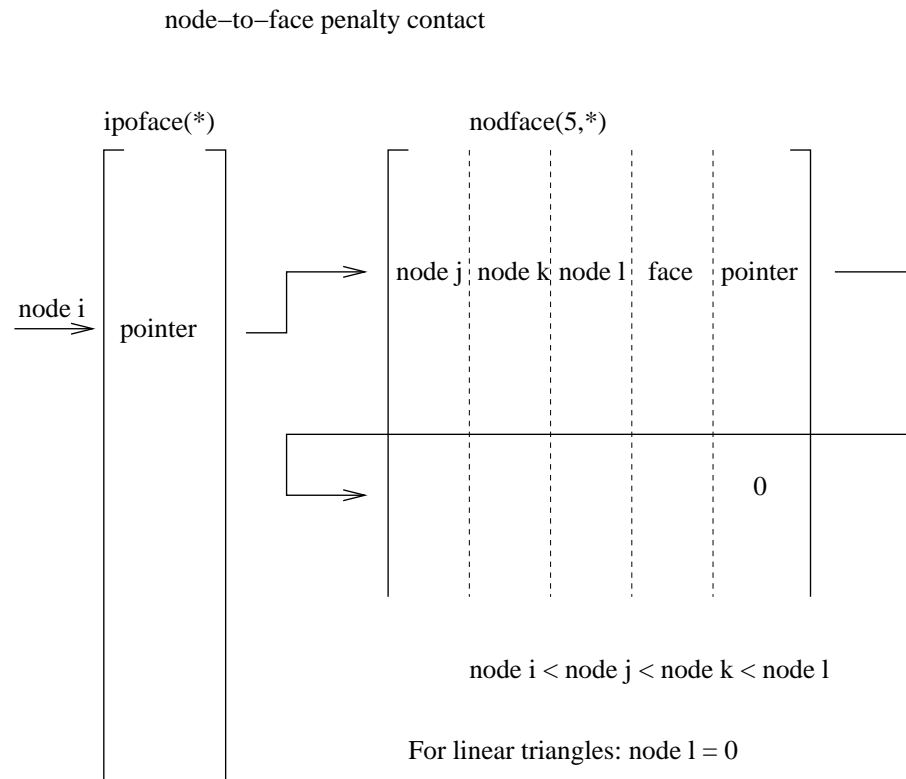 node−to−face penalty contact
ipoface(*)
nodface(5,*)
node j node k node l face pointer
node i
pointer
0
node i < node j < node k < node l
For linear triangles: node l = 0